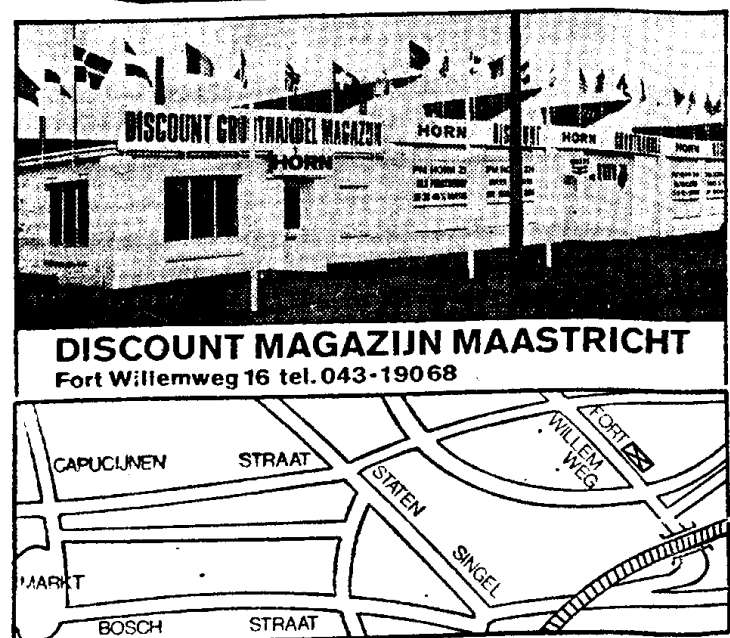 DISCOUNT GROOTHANDEL MAGAZIJN
HORN
HORN
DISCOUNT
HORN
HORN
DISCOUNT MAGAZIJN MAASTRICHT
Fort Willemweg 16 tel. 043-19068
CAPUCIJNEN STRAAT
STATEN SINGEL
FORT
WILLEM
WEG
MARKT
BOSCH STRAAT